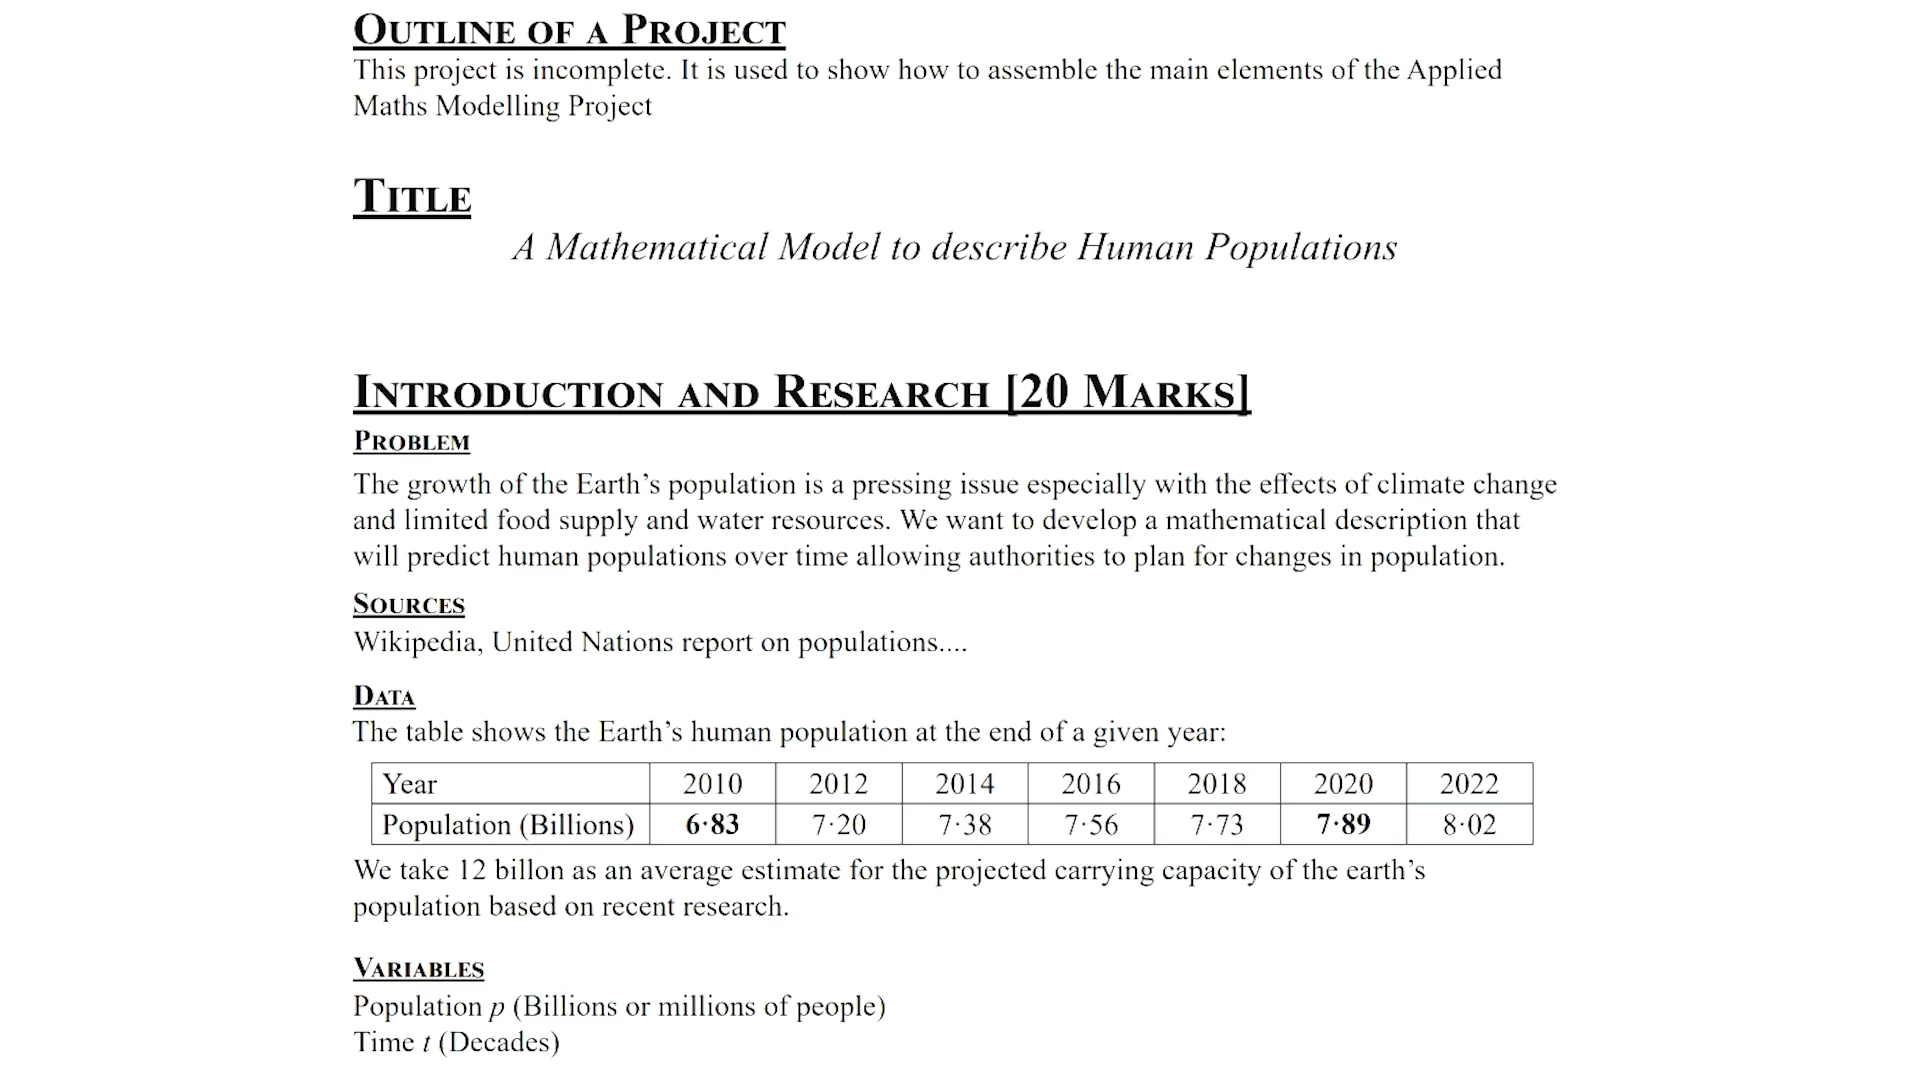 OUTLINE OF A PROJECT
This project is incomplete. It is used to show how to assemble the main elements of the Applied
Maths Modelling Project
TITLE
A Mathematical Model to describe Human Populations
INTRODUCTION AND RESEARCH [20 MARKS]
PROBLEM
The growth of the Earth’s population is a pressing issue especially with the effects of climate change
and limited food supply and water resources. We want to develop a mathematical description that
will predict human populations over time allowing authorities to plan for changes in population.
SOURCES
Wikipedia, United Nations report on populations....
DATA
The table shows the Earth’s human population at the end of a given year:
Year 2010 2012 2014 2016 2018 2020 2022
Population (Billions) 6·83 7·20 7·38 7·56 7·73 7·89 8·02
We take 12 billon as an average estimate for the projected carrying capacity of the earth’s
population based on recent research.
VARIABLES
Population p (Billions or millions of people)
Time t (Decades)